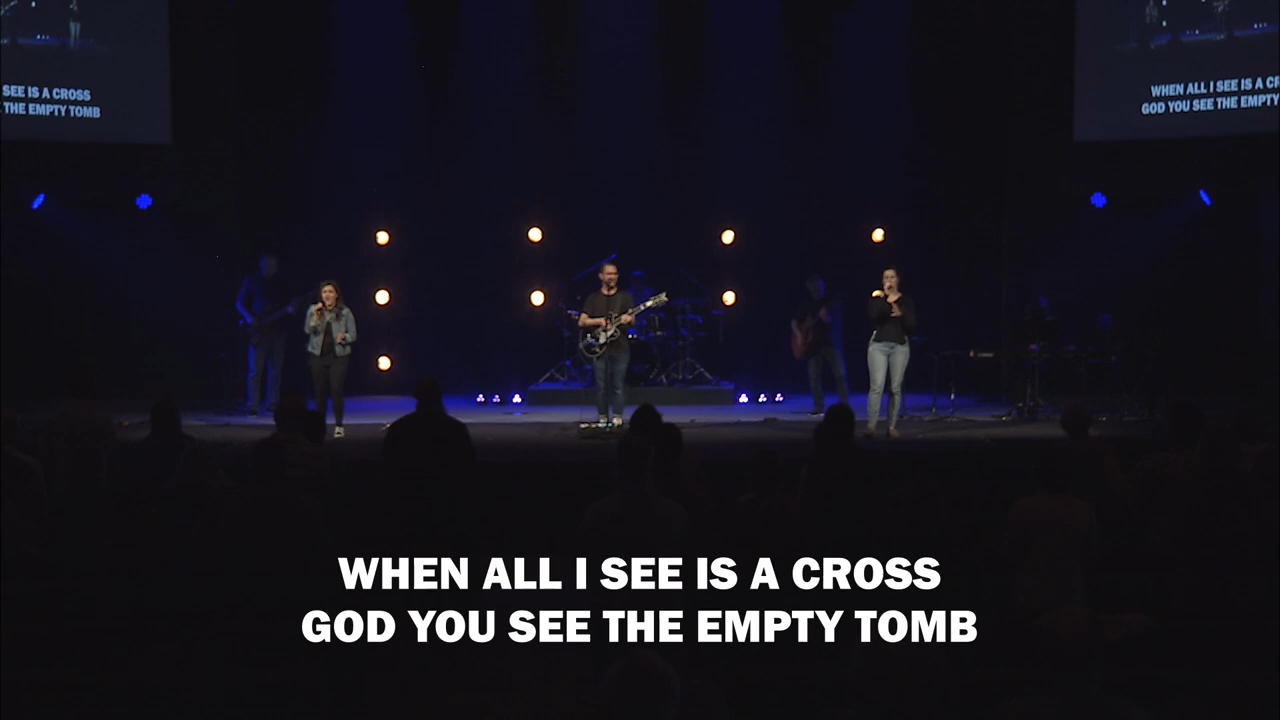 SEE IS A CROSS
THE EMPTY TOMB
WHEN ALL I SEE IS A
GOD YOU SEE THE EMPTY
WHEN ALL I SEE IS A CROSS
GOD YOU SEE THE EMPTY TOMB